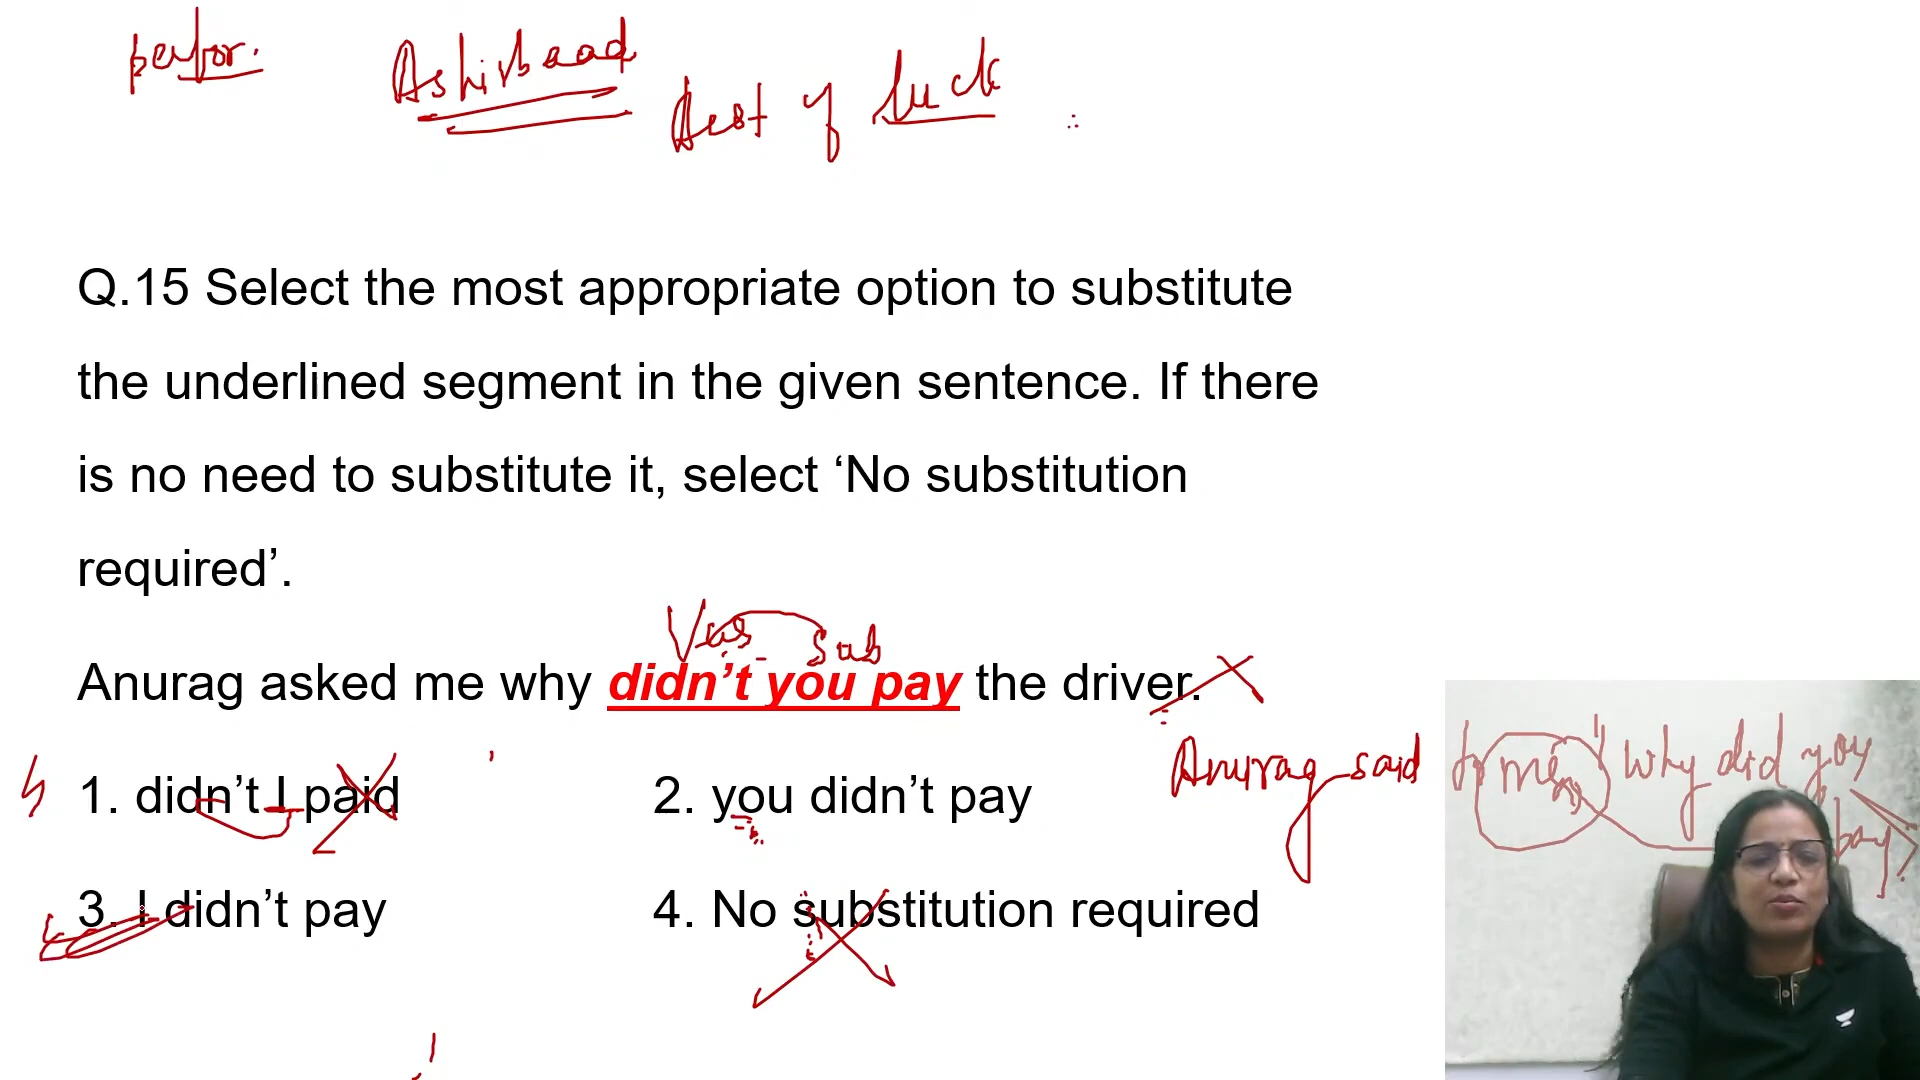 perfor.
Ashirbaad
Best of luck
Q.15 Select the most appropriate option to substitute
the underlined segment in the given sentence. If there
is no need to substitute it, select ‘No substitution
required’.
Sub
Anurag asked me why didn’t you pay the driver.
Anurag said to me, "Why did you
pay
1. didn’t I paid 2. you didn’t pay
3. I didn’t pay 4. No substitution required